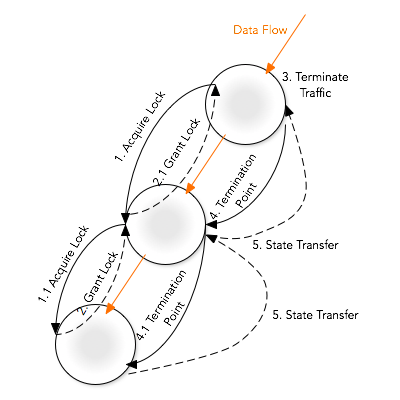 Data Flow
3. Terminate
Traffic
1. Acquire Lock
2.1 Grant Lock
4. Termination
Point
5. State Transfer
1.1 Acquire Lock
2. Grant Lock
4.1 Termination
Point
5. State Transfer